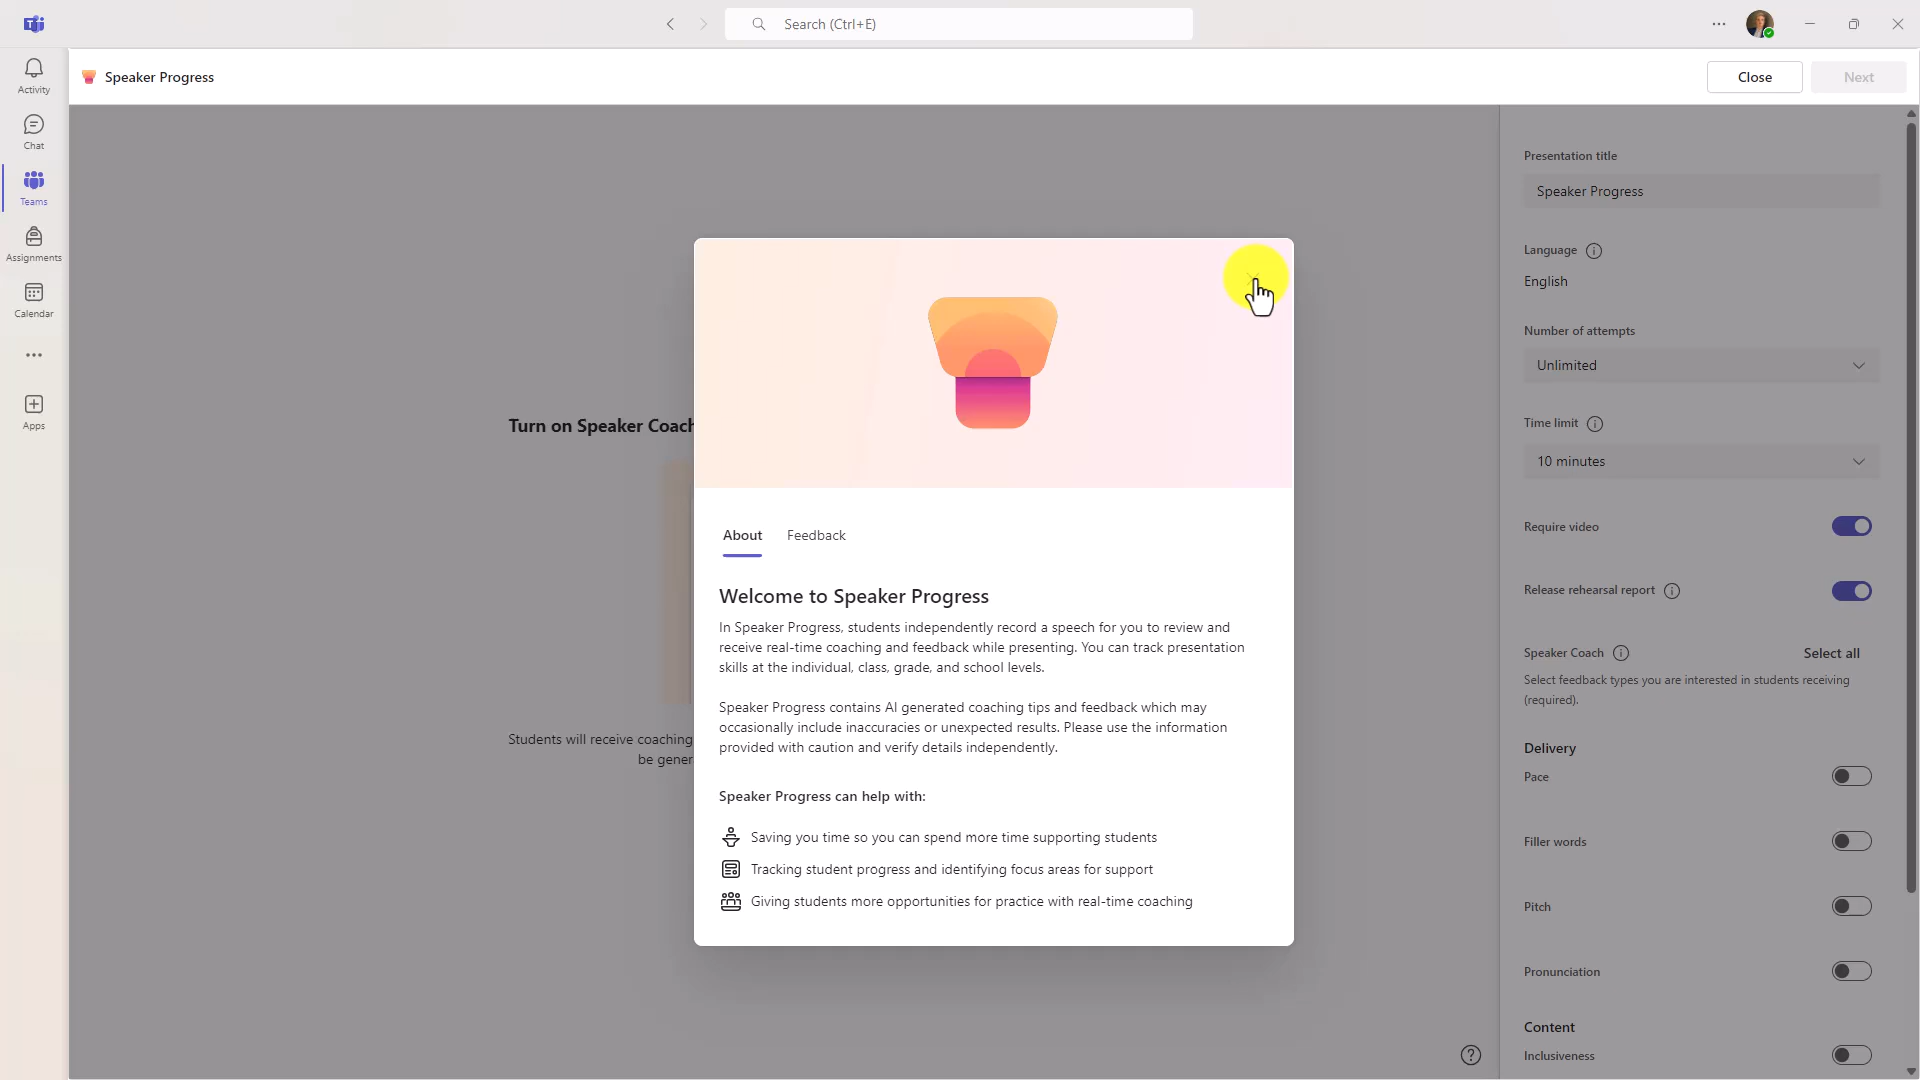 Search (Ctrl+E)
Activity
Chat
Teams
Assignments
Calendar
Apps
Speaker Progress
Close
Next
Turn on Speaker Coach
Students will receive coaching
be gener
About
Feedback
Welcome to Speaker Progress
In Speaker Progress, students independently record a speech for you to review and
receive real-time coaching and feedback while presenting. You can track presentation
skills at the individual, class, grade, and school levels.
Speaker Progress contains AI generated coaching tips and feedback which may
occasionally include inaccuracies or unexpected results. Please use the information
provided with caution and verify details independently.
Speaker Progress can help with:
Saving you time so you can spend more time supporting students
Tracking student progress and identifying focus areas for support
Giving students more opportunities for practice with real-time coaching
Presentation title
Speaker Progress
Language
English
Number of attempts
Unlimited
Time limit
10 minutes
Require video
Release rehearsal report
Speaker Coach
Select all
Select feedback types you are interested in students receiving
(required).
Delivery
Pace
Filler words
Pitch
Pronunciation
Content
Inclusiveness